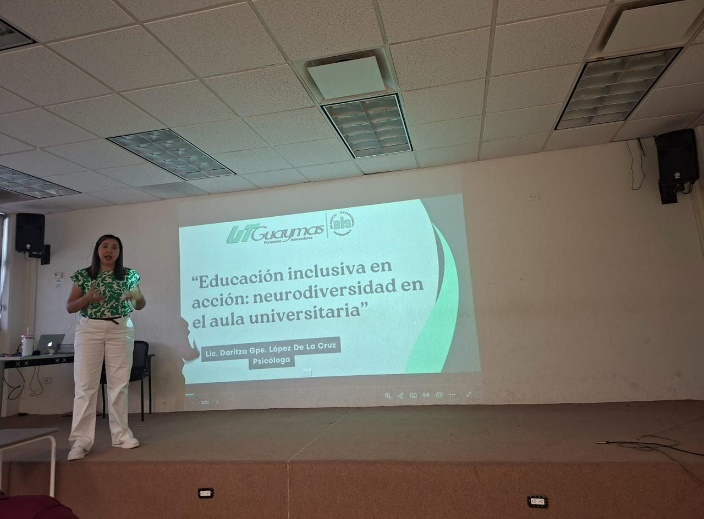 UTGuaymas
"Educación inclusiva en
acción: neurodiversidad en
el aula universitaria"
Lic. Daritza Gpe. López De La Cruz
Psicóloga